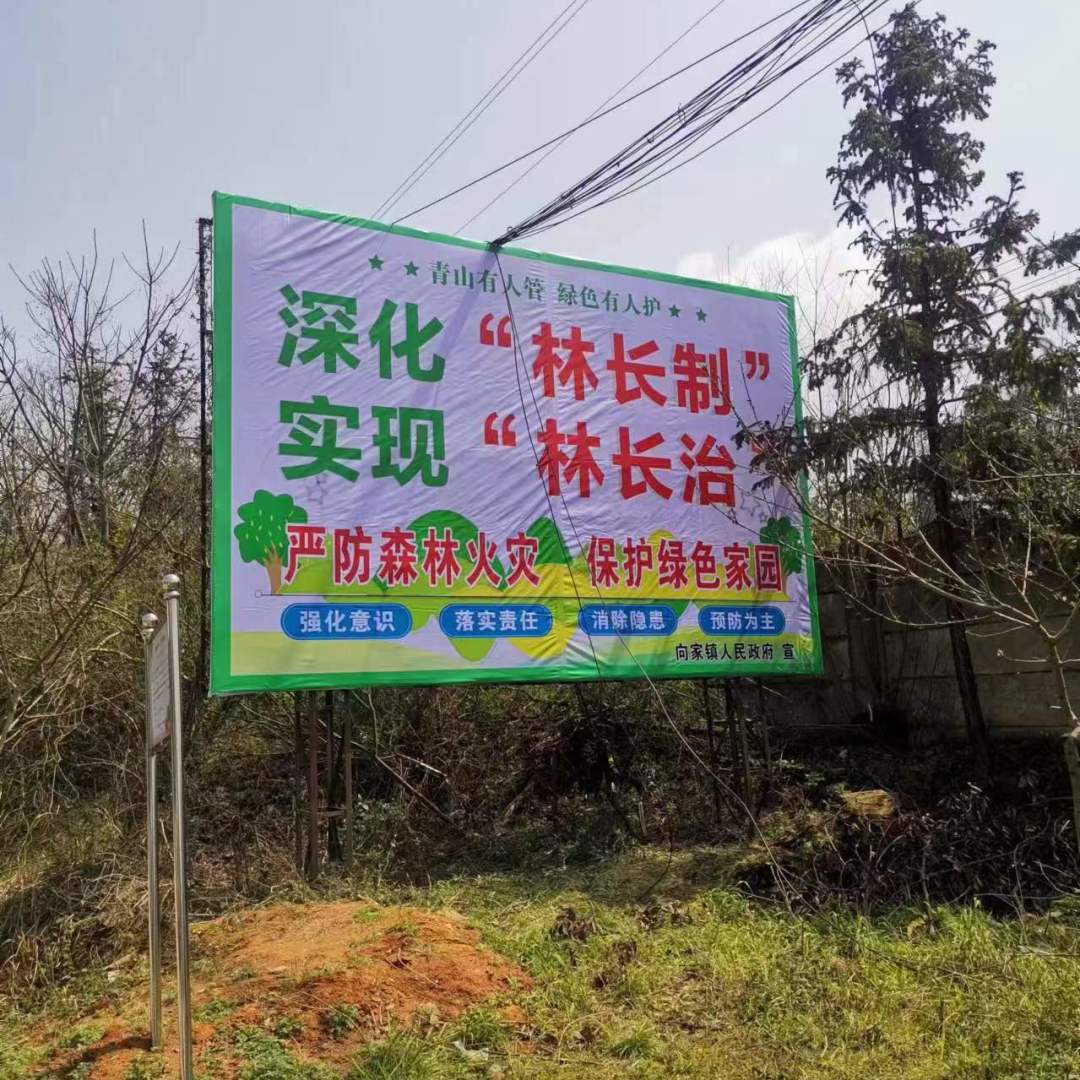 ★ ★ 青山有人管 绿色有人护 ★ ★
深化“林长制”
实现“林长治”
严防森林火灾 保护绿色家园
强化意识 落实责任 消除隐患 预防为主
向家镇人民政府 宣